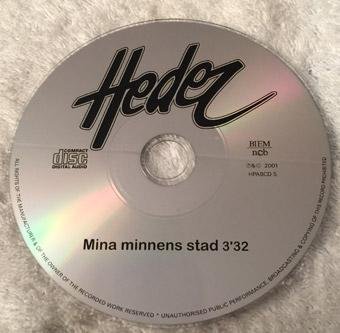 Hedez
COMPACT
disc
DIGITAL AUDIO
BIEM
ncb
℗&© 2001
HPABCD 5
Mina minnens stad 3'32
ALL RIGHTS OF THE MANUFACTURER & OF THE OWNER OF THE RECORDED WORK RESERVED * UNAUTHORISED PUBLIC PERFORMANCE, BROADCASTING & COPYING OF THIS RECORD PROHIBITED